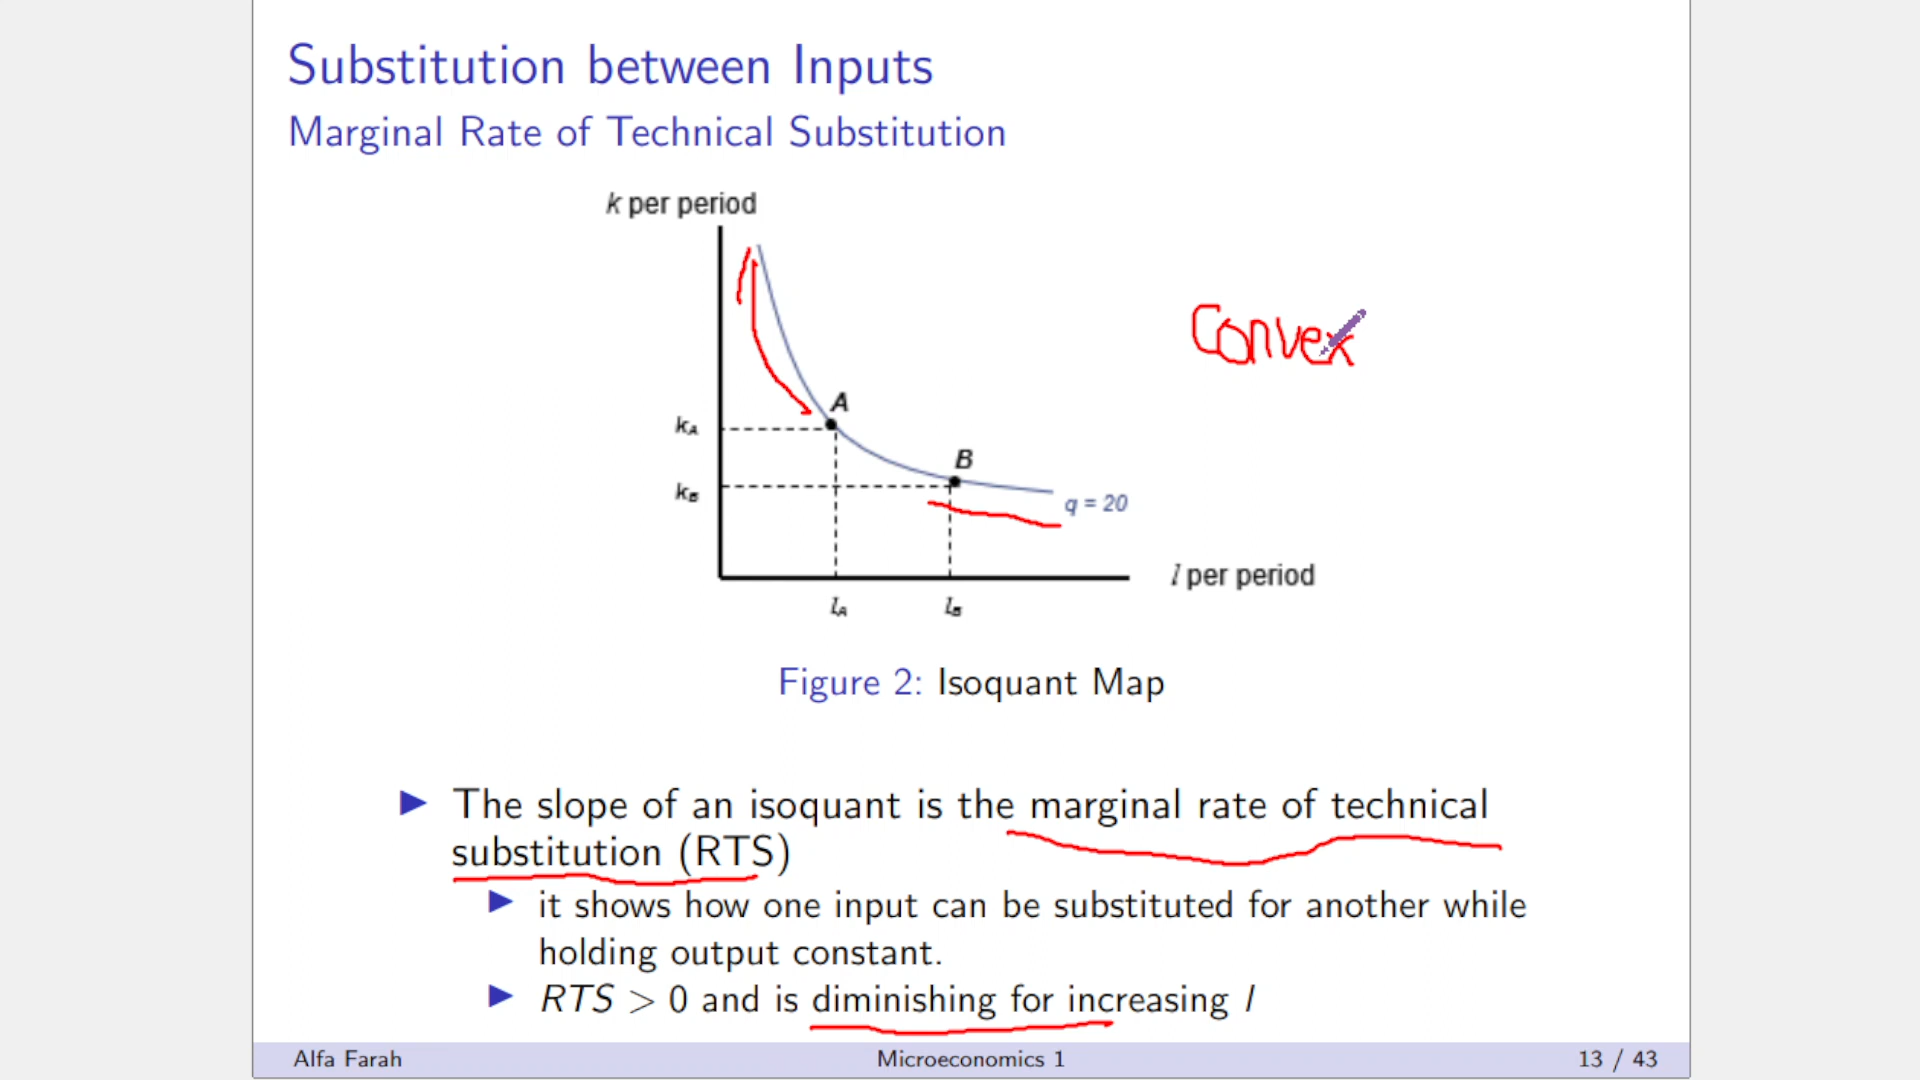 Substitution between Inputs
Marginal Rate of Technical Substitution
k per period
Convex
A
kA
B
kB
q = 20
l per period
lA lB
Figure 2: Isoquant Map
▶ The slope of an isoquant is the marginal rate of technical
substitution (RTS)
▶ it shows how one input can be substituted for another while
holding output constant.
▶ RTS > 0 and is diminishing for increasing l
Alfa Farah Microeconomics 1 13 / 43